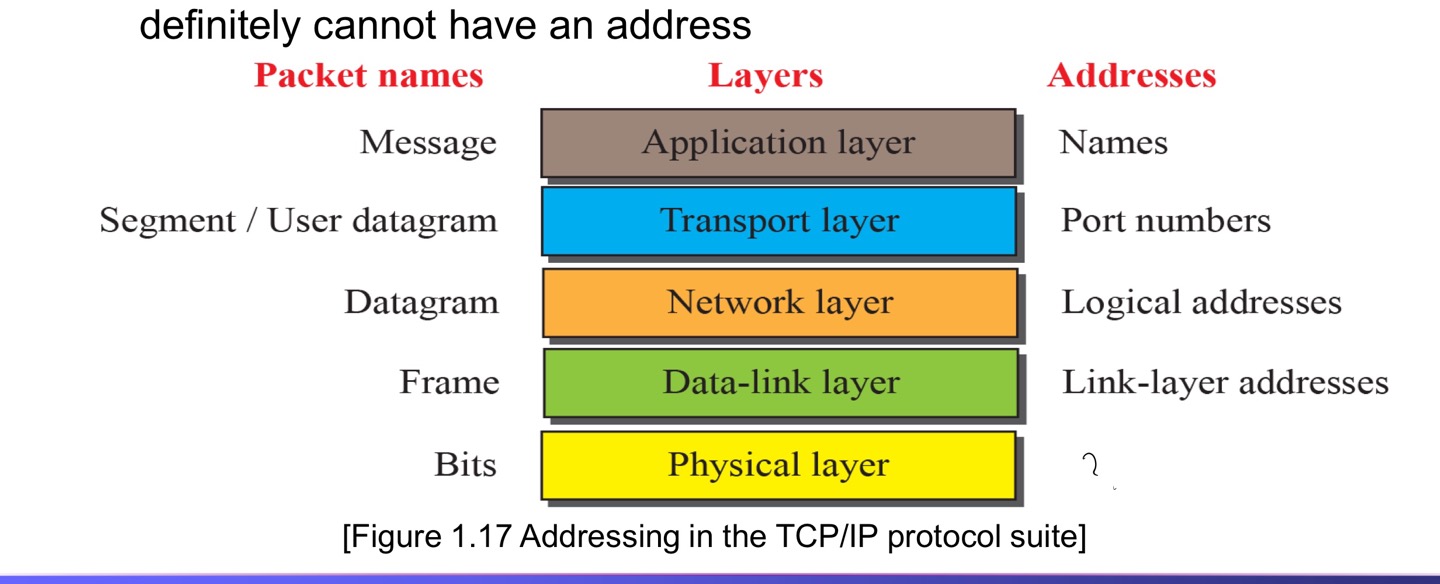 definitely cannot have an address
Packet names Layers Addresses
Message Application layer Names
Segment / User datagram Transport layer Port numbers
Datagram Network layer Logical addresses
Frame Data-link layer Link-layer addresses
Bits Physical layer ?
[Figure 1.17 Addressing in the TCP/IP protocol suite]